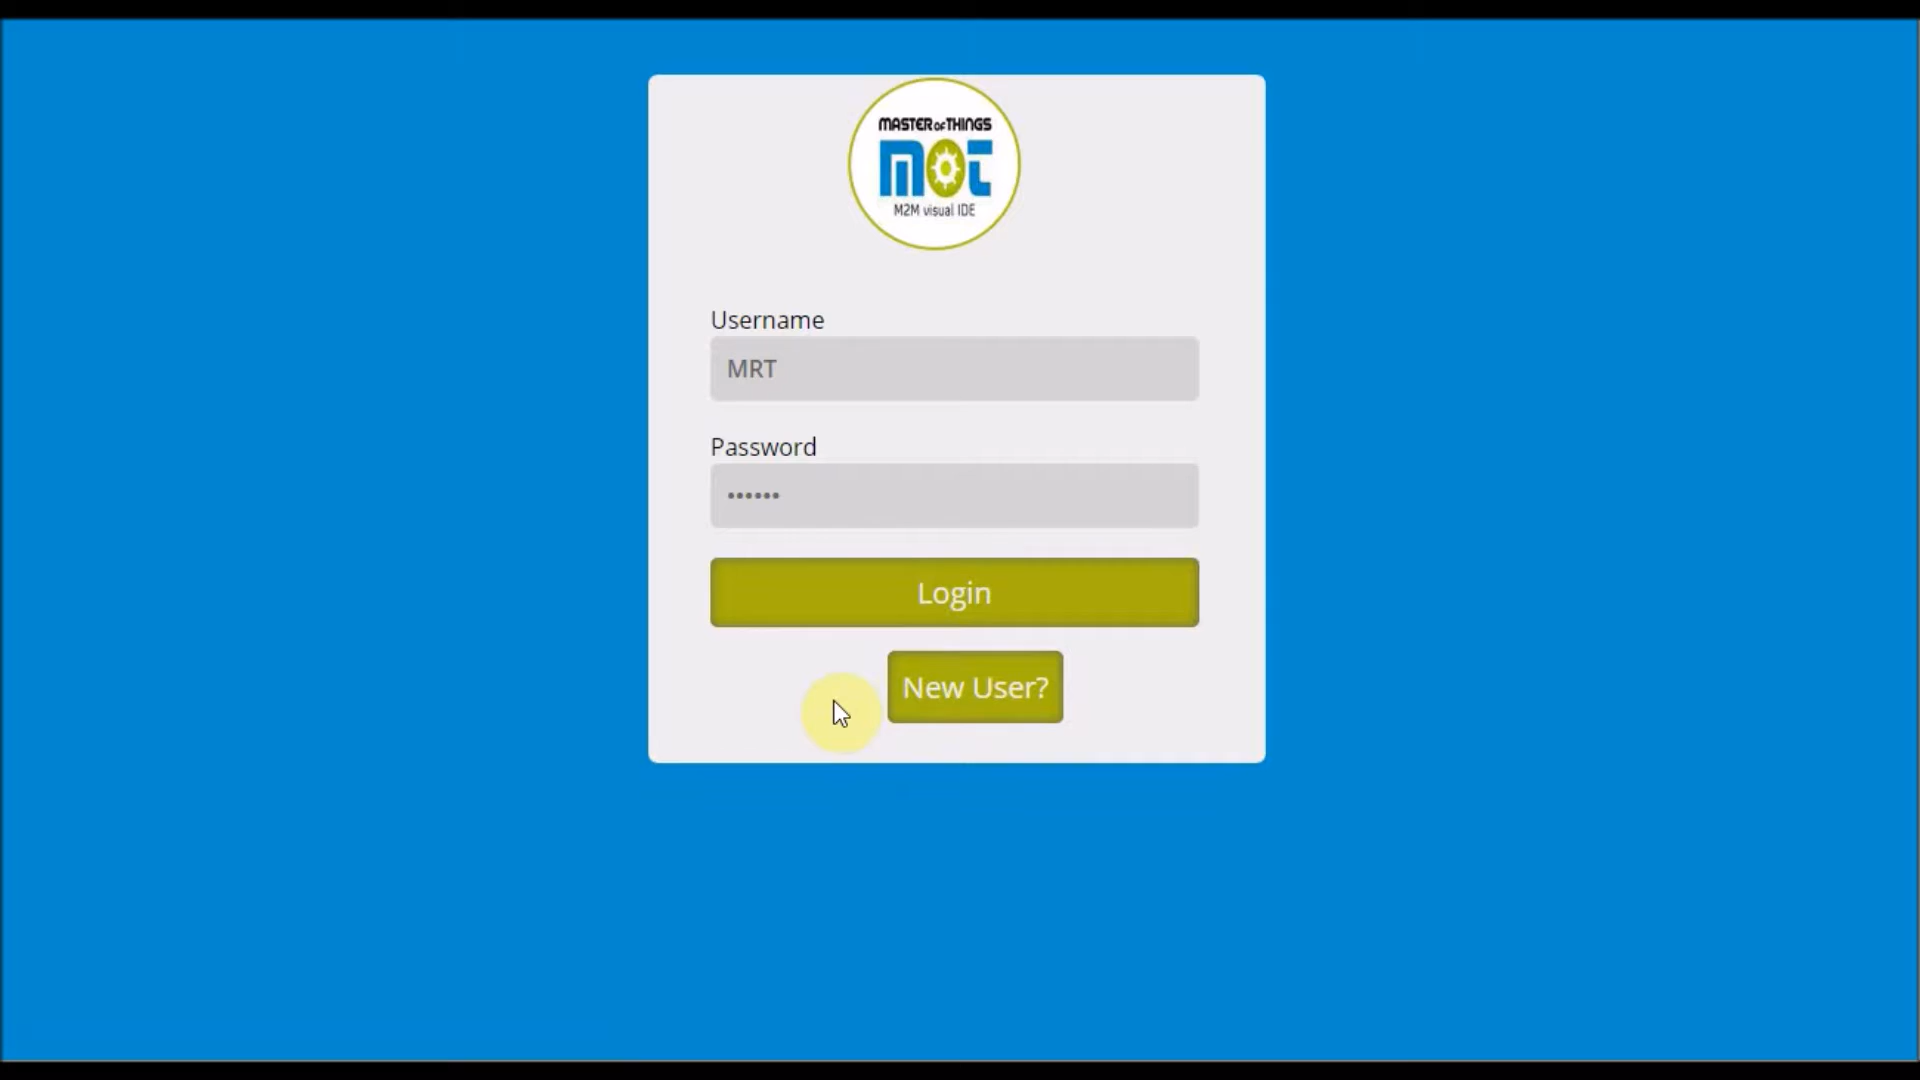 MASTER OF THINGS
MOT
M2M visual IDE
Username
MRT
Password
••••••
Login
New User?